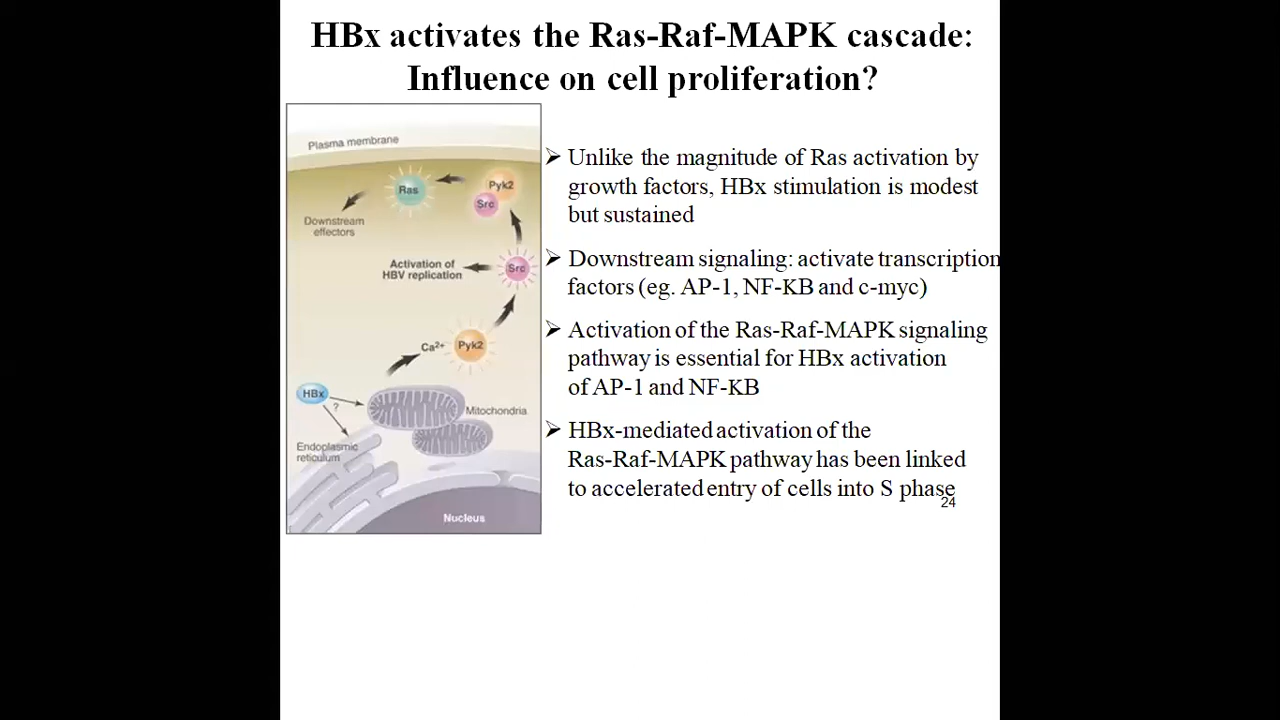 HBx activates the Ras-Raf-MAPK cascade:
Influence on cell proliferation?
Plasma membrane
Ras
Pyk2
Src
Downstream
effectors
Activation of
HBV replication
Src
Ca2+
Pyk2
HBx
?
Mitochondria
Endoplasmic
reticulum
Nucleus
➢ Unlike the magnitude of Ras activation by
growth factors, HBx stimulation is modest
but sustained
➢ Downstream signaling: activate transcription
factors (eg. AP-1, NF-KB and c-myc)
➢ Activation of the Ras-Raf-MAPK signaling
pathway is essential for HBx activation
of AP-1 and NF-KB
➢ HBx-mediated activation of the
Ras-Raf-MAPK pathway has been linked
to accelerated entry of cells into S phase
24